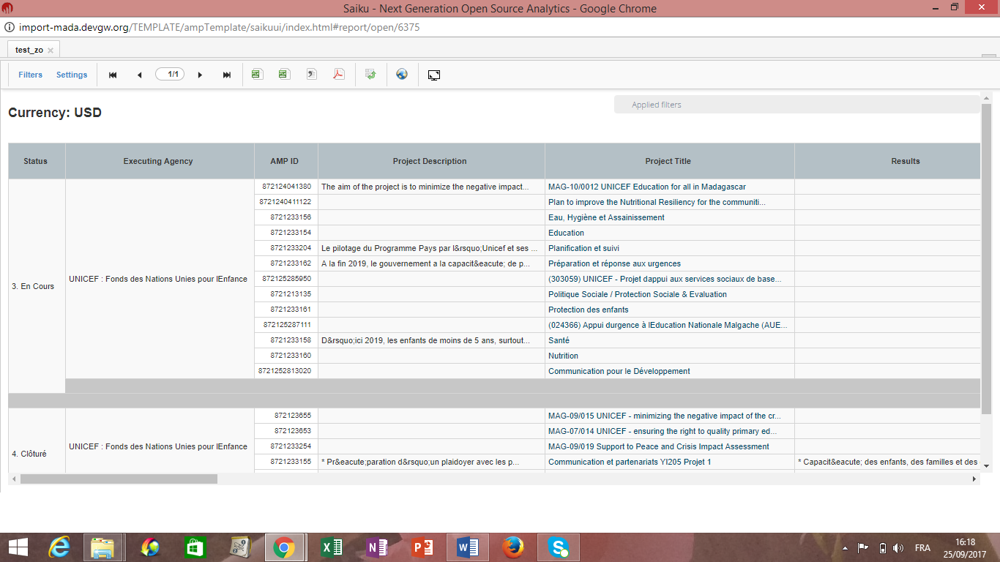 Saiku - Next Generation Open Source Analytics - Google Chrome
import-mada.devgw.org/TEMPLATE/ampTemplate/saikuui/index.html#report/open/6375
test_zo
Filters Settings 1/1
Applied filters
Currency: USD
Status Executing Agency AMP ID Project Description Project Title Results
872124041380 The aim of the project is to minimize the negative impact... MAG-10/0012 UNICEF Education for all in Madagascar
8721240411122 Plan to improve the Nutritional Resiliency for the communiti...
8721233156 Eau, Hygiène et Assainissement
8721233154 Education
8721233204 Le pilotage du Programme Pays par l&rsquo;Unicef et ses ... Planification et suivi
8721233162 A la fin 2019, le gouvernement a la capacit&eacute; de p... Préparation et réponse aux urgences
3. En Cours UNICEF : Fonds des Nations Unies pour lEnfance 872125285950 (303059) UNICEF - Projet dappui aux services sociaux de base...
8721213135 Politique Sociale / Protection Sociale & Evaluation
8721233161 Protection des enfants
872125287111 (024366) Appui durgence à lEducation Nationale Malgache (AUE...
8721233158 D&rsquo;ici 2019, les enfants de moins de 5 ans, surtout... Santé
8721233160 Nutrition
8721252813020 Communication pour le Développement
872123655 MAG-09/015 UNICEF - minimizing the negative impact of the cr...
872123653 MAG-07/014 UNICEF - ensuring the right to quality primary ed...
4. Clôturé UNICEF : Fonds des Nations Unies pour lEnfance 8721233254 MAG-09/019 Support to Peace and Crisis Impact Assessment
8721233155 * Pr&eacute;paration d&rsquo;un plaidoyer avec les p... Communication et partenariats YI205 Projet 1 * Capacit&eacute; des enfants, des familles et des
FRA
16:18
25/09/2017